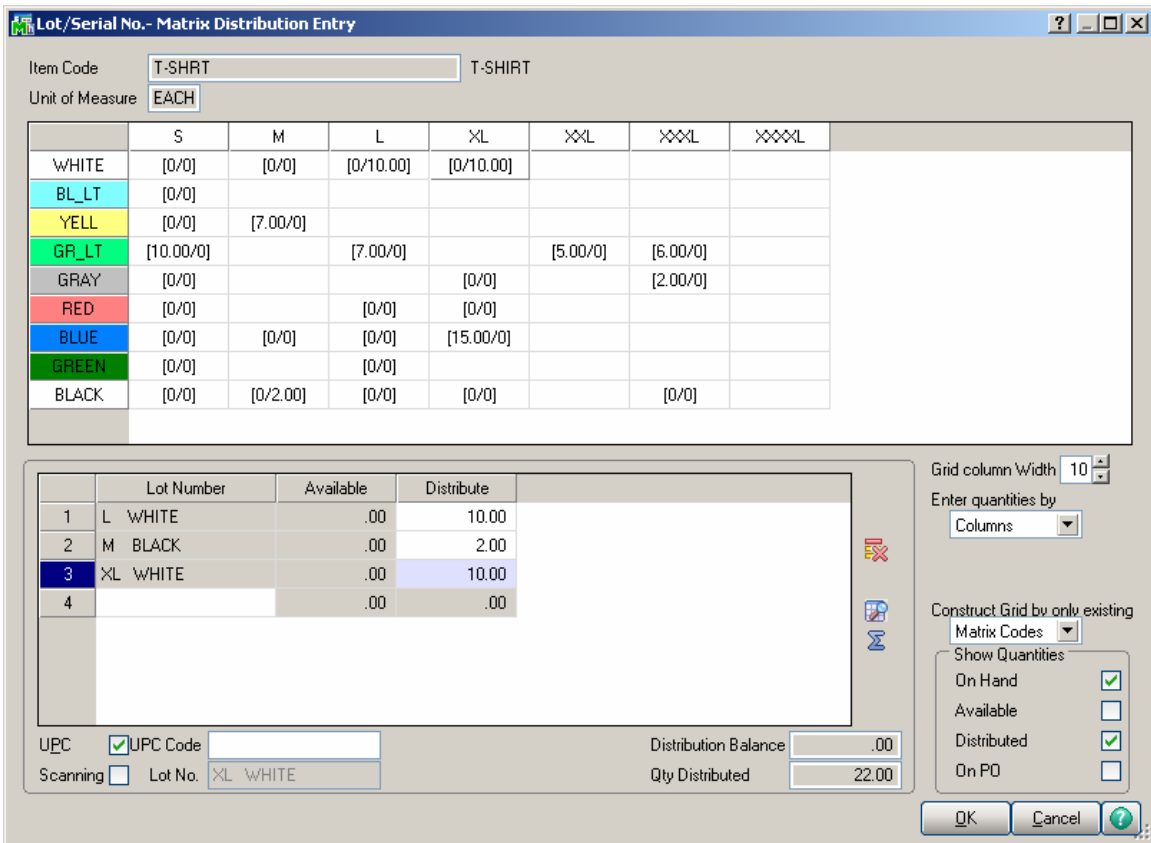 Lot/Serial No.- Matrix Distribution Entry
Item Code T-SHRT T-SHIRT
Unit of Measure EACH
S M L XL XXL XXXL XXXXL
WHITE [0/0] [0/0] [0/10.00] [0/10.00]
BL_LT [0/0]
YELL [0/0] [7.00/0]
GR_LT [10.00/0] [7.00/0] [5.00/0] [6.00/0]
GRAY [0/0] [0/0] [2.00/0]
RED [0/0] [0/0] [0/0]
BLUE [0/0] [0/0] [0/0] [15.00/0]
GREEN [0/0] [0/0]
BLACK [0/0] [0/2.00] [0/0] [0/0] [0/0]
Lot Number Available Distribute
1 L WHITE .00 10.00
2 M BLACK .00 2.00
3 XL WHITE .00 10.00
4 .00 .00
UPC UPC Code Distribution Balance .00
Scanning Lot No. XL WHITE Qty Distributed 22.00
Grid column Width 10
Enter quantities by
Columns
Construct Grid by only existing
Matrix Codes
Show Quantities
On Hand
Available
Distributed
On PO
OK Cancel